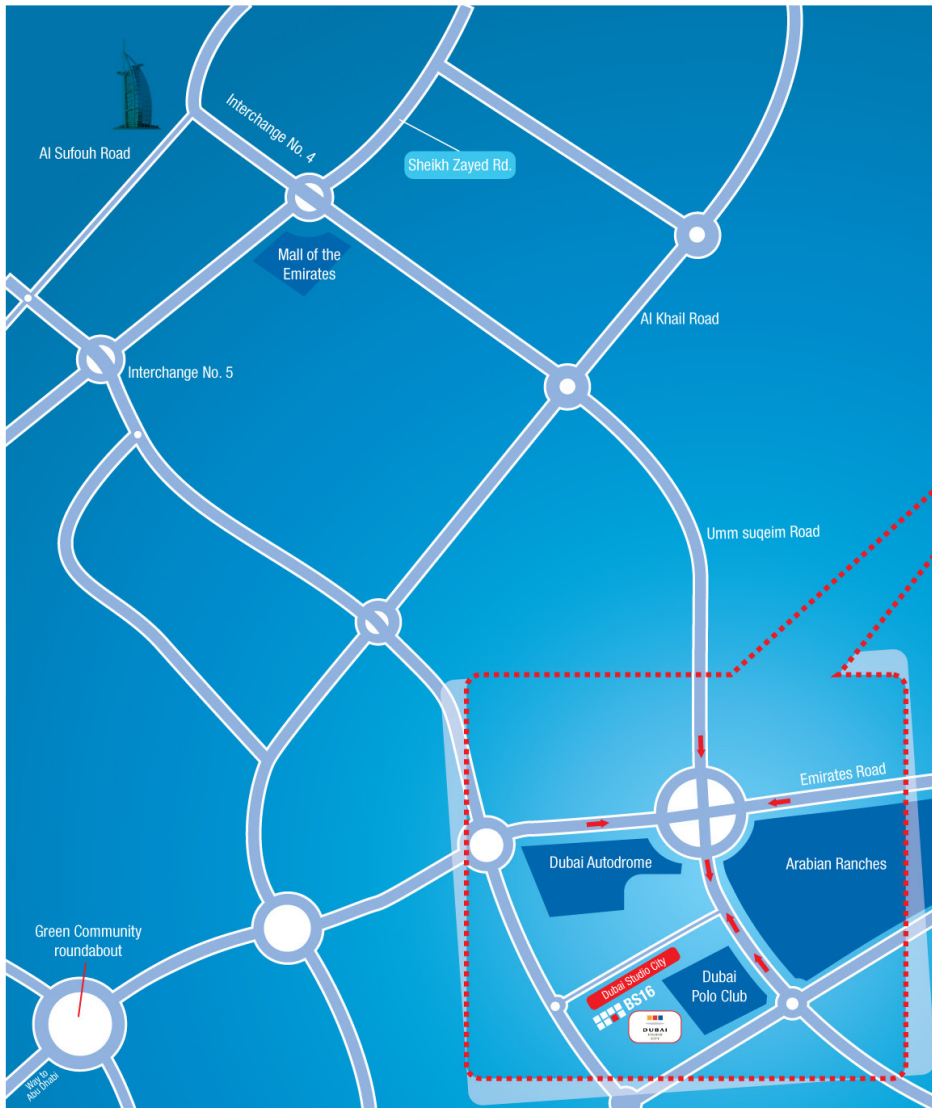 Interchange No. 4
Al Sufouh Road
Sheikh Zayed Rd.
Mall of the
Emirates
Al Khail Road
Interchange No. 5
Umm suqeim Road
Emirates Road
Dubai Autodrome
Arabian Ranches
Green Community
roundabout
Dubai Studio City
BS16
Dubai
Polo Club
DUBAI
STUDIO
CITY
Way to
Abu Dhabi